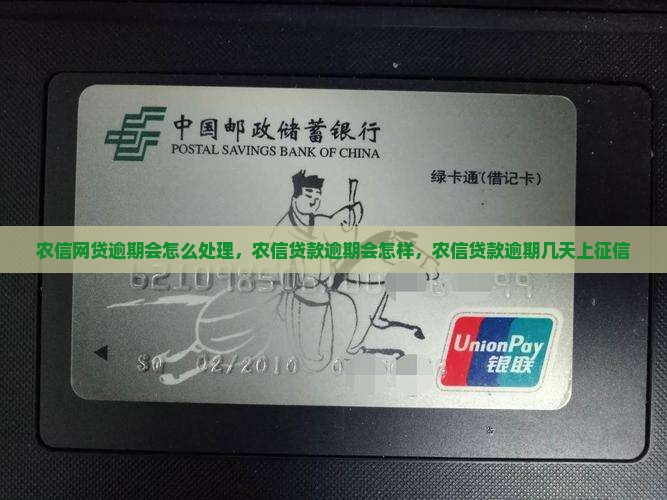 中国邮政储蓄银行
POSTAL SAVINGS BANK OF CHINA
绿卡通(借记卡)
农信网贷逾期会怎么处理，农信贷款逾期会怎样，农信贷款逾期几天上征信
UnionPay
银联
02/2010